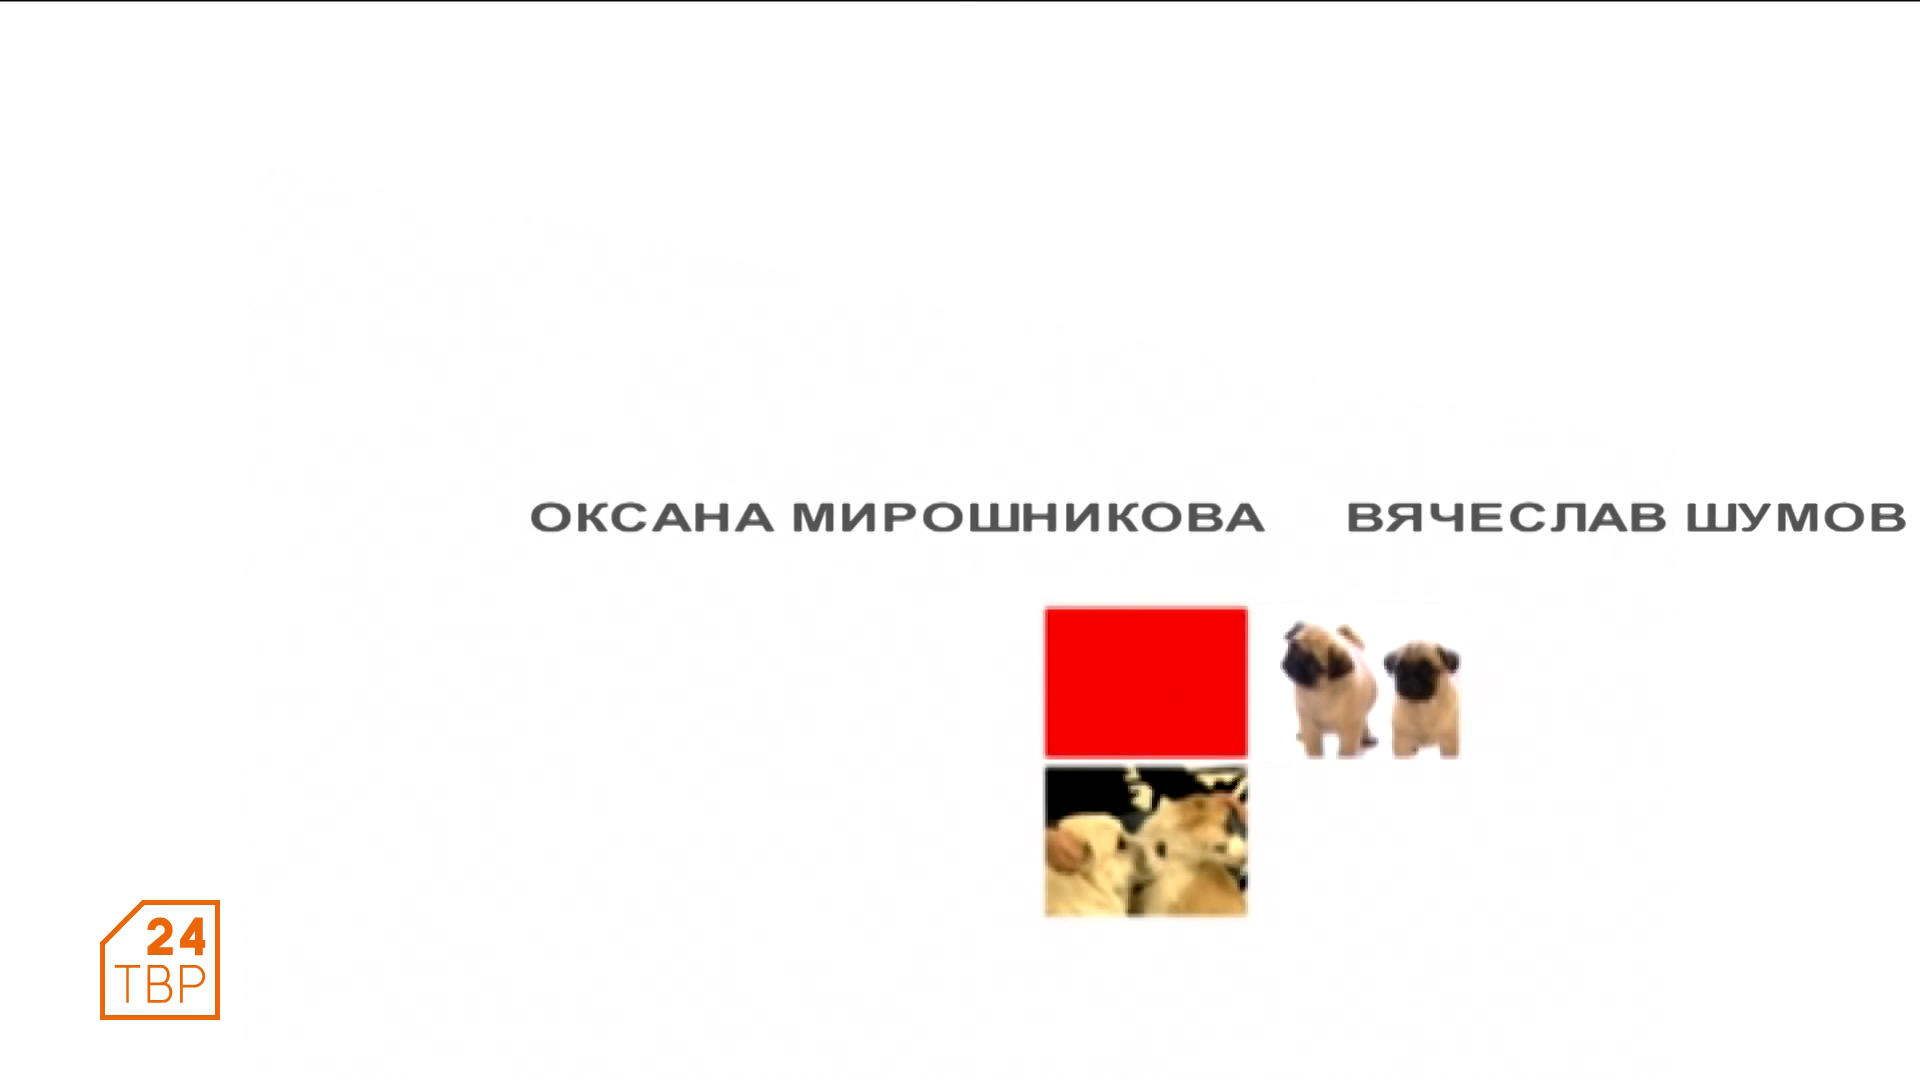 ОКСАНА МИРОШНИКОВА ВЯЧЕСЛАВ ШУМОВ
24
ТВР